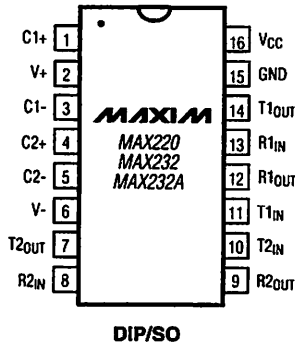 C1+ 1
V+ 2
C1- 3
C2+ 4
C2- 5
V- 6
T2OUT 7
R2IN 8
MAXIM
MAX220
MAX232
MAX232A
16 VCC
15 GND
14 T1OUT
13 R1IN
12 R1OUT
11 T1IN
10 T2IN
9 R2OUT
DIP/SO